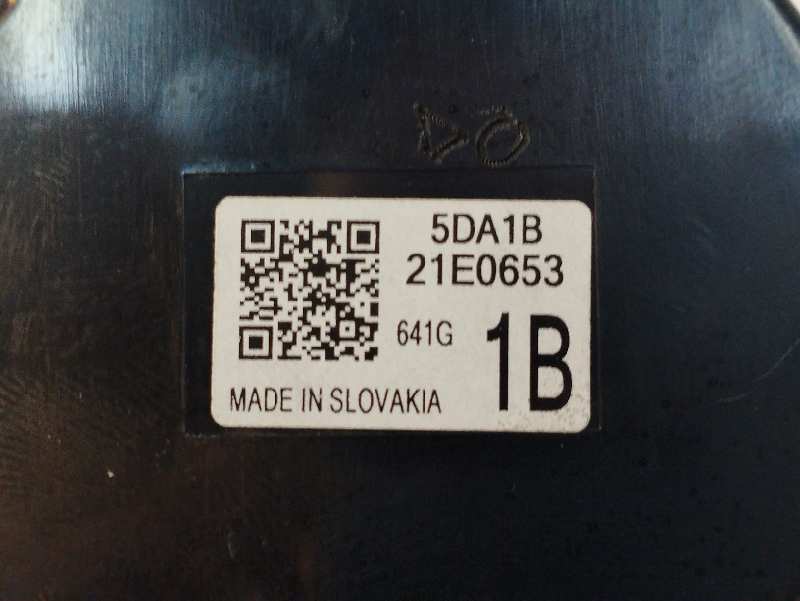 5DA1B
21E0653
641G
1B
MADE IN SLOVAKIA